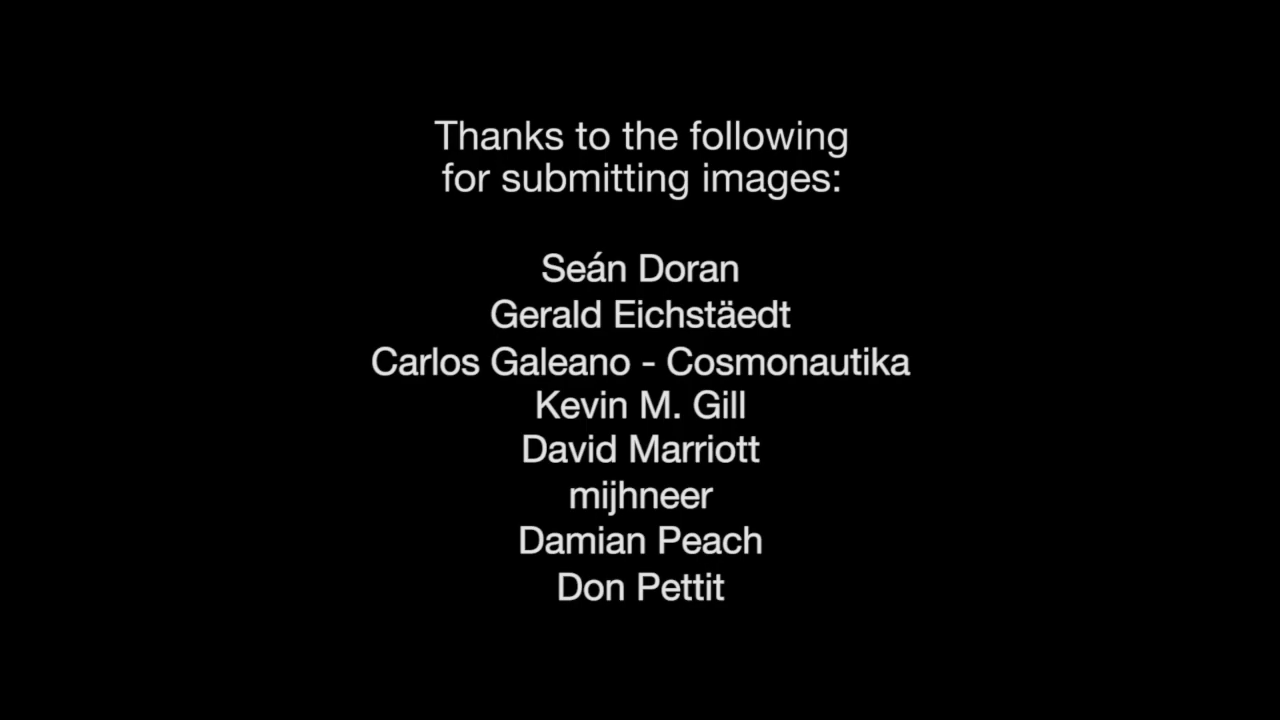 Thanks to the following
for submitting images:
Seán Doran
Gerald Eichstäedt
Carlos Galeano - Cosmonautika
Kevin M. Gill
David Marriott
mijhneer
Damian Peach
Don Pettit